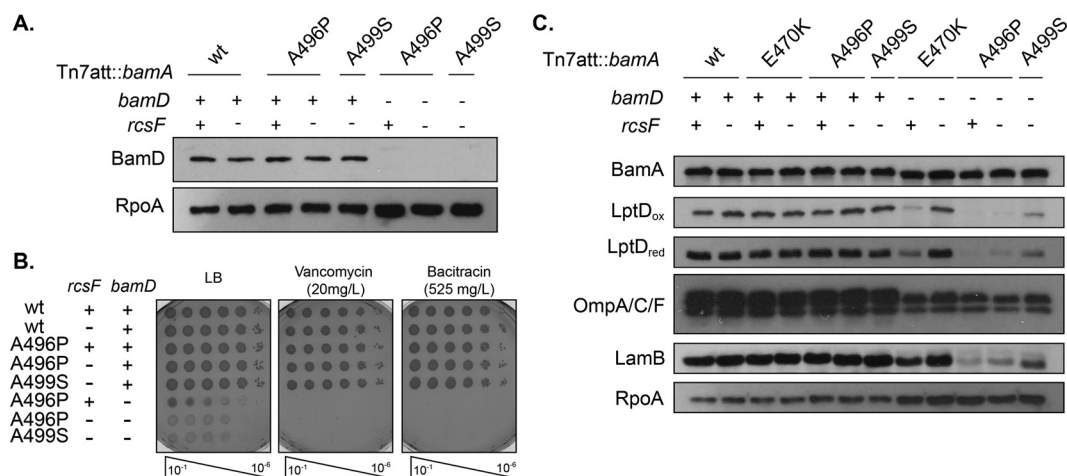 A.
wt A496P A499S A496P A499S
Tn7att::bamA
bamD + + + + + - - -
rcsF + - + - - + - -
BamD
RpoA
B.
rcsF bamD
LB
Vancomycin
(20mg/L)
Bacitracin
(525 mg/L)
wt + +
wt - +
A496P + +
A496P - +
A499S - +
A496P + -
A496P - -
A499S - -
10-1 10-6
10-1 10-6
10-1 10-6
C.
wt E470K A496P A499S E470K A496P A499S
Tn7att::bamA
bamD + + + + + + + - - - - -
rcsF + - + - + - - + - + - -
BamA
LptDox
LptDred
OmpA/C/F
LamB
RpoA